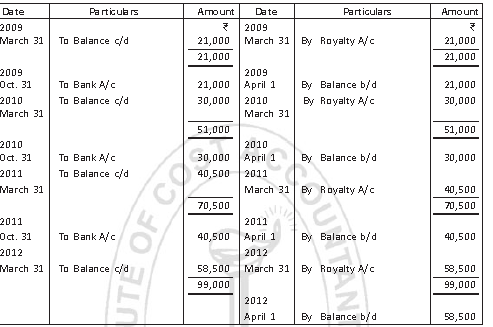 Date Particulars Amount Date Particulars Amount
2009 ₹ 2009 ₹
March 31 To Balance c/d 21,000 March 31 By Royalty A/c 21,000
21,000 21,000
2009 2009
Oct. 31 To Bank A/c 21,000 April 1 By Balance b/d 21,000
2010 To Balance c/d 30,000 2010 By Royalty A/c 30,000
March 31 March 31
51,000 51,000
2010 2010
Oct. 31 To Bank A/c 30,000 April 1 By Balance b/d 30,000
2011 To Balance c/d 40,500 2011
March 31 March 31 By Royalty A/c 40,500
70,500 70,500
2011 2011
Oct. 31 To Bank A/c 40,500 April 1 By Balance b/d 40,500
2012 2012
March 31 To Balance c/d 58,500 March 31 By Royalty A/c 58,500
99,000 99,000
2012
April 1 By Balance b/d 58,500
UTE OF COST ACCOUNTAN